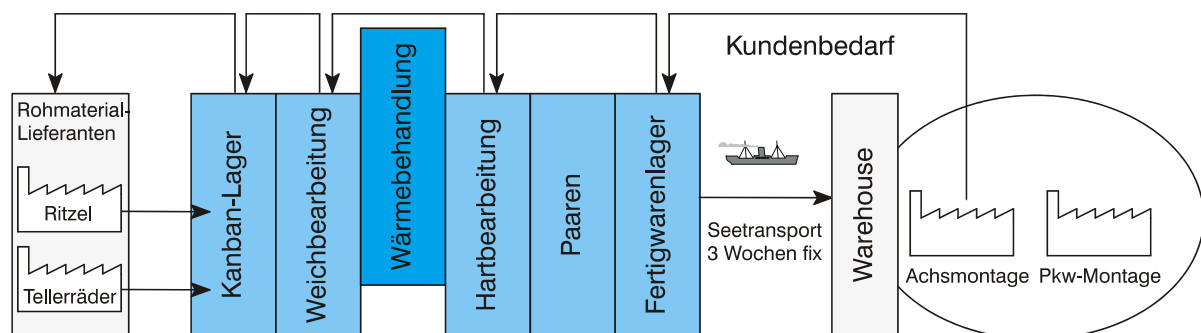 Kundenbedarf
Rohmaterial-
Lieferanten
Ritzel
Tellerräder
Kanban-Lager
Weichbearbeitung
Wärmebehandlung
Hartbearbeitung
Paaren
Fertigwarenlager
Seetransport
3 Wochen fix
Warehouse
Achsmontage
Pkw-Montage